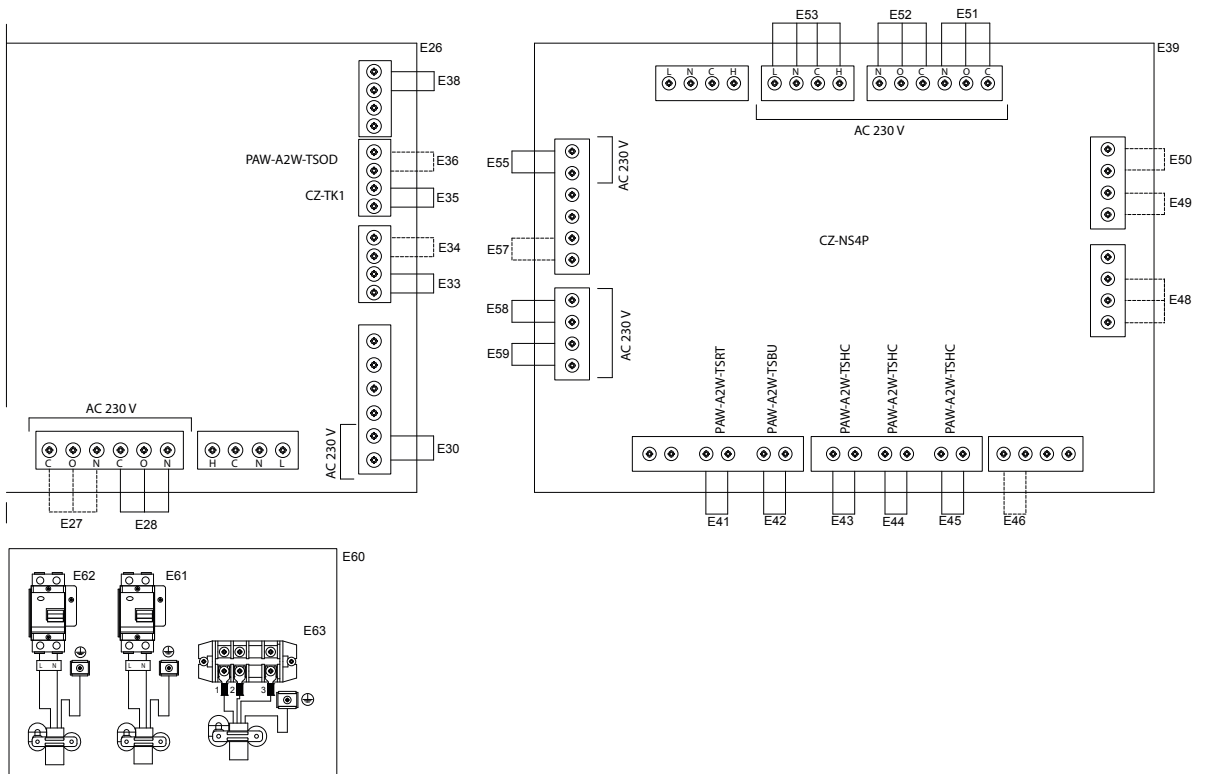 E26
E38
PAW-A2W-TSOD
E36
CZ-TK1
E35
E34
E33
AC 230 V
E30
AC 230 V
C O N C O N
H C N L
E27
E28
E53
E52
E51
E39
L N C H
L N C H
N O C N O C
AC 230 V
E55
AC 230 V
E57
E58
E59
AC 230 V
CZ-NS4P
E50
E49
E48
PAW-A2W-TSRT
PAW-A2W-TSBU
PAW-A2W-TSHC
PAW-A2W-TSHC
PAW-A2W-TSHC
E41
E42
E43
E44
E45
E46
E60
E62
E61
E63
L N
L N
1 2 3